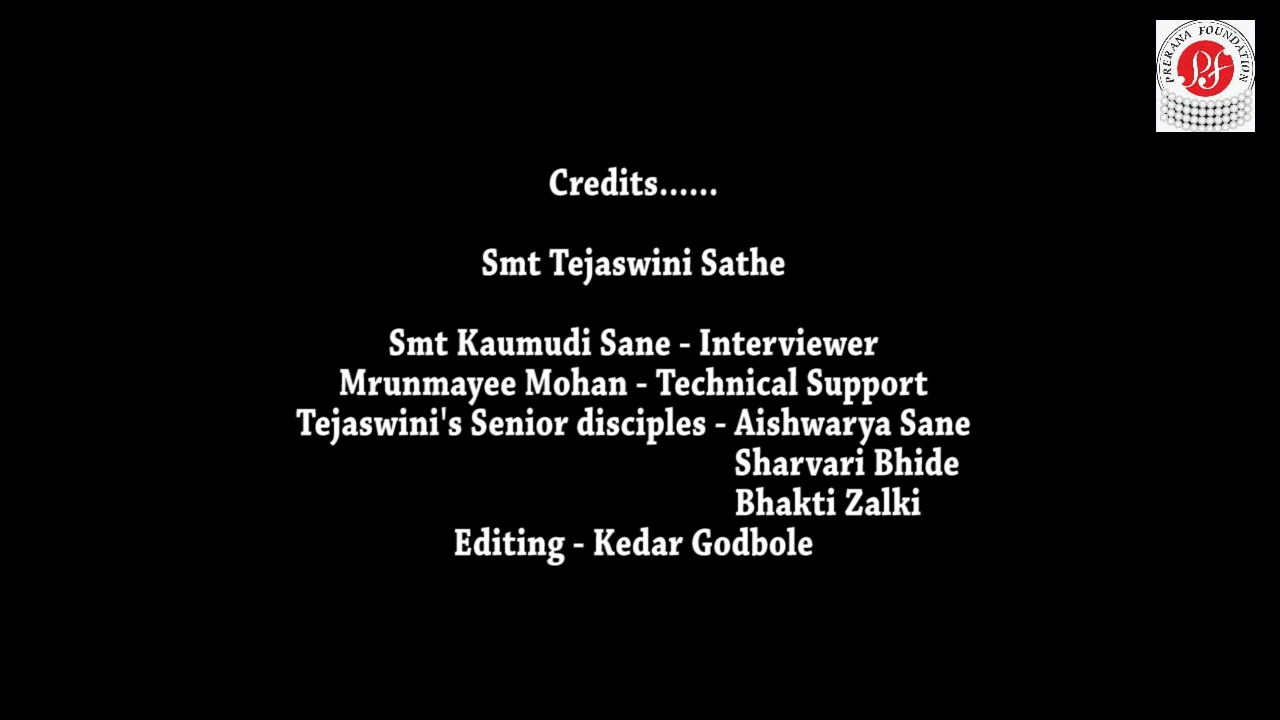 PRERANA FOUNDATION
Pf
Credits......
Smt Tejaswini Sathe
Smt Kaumudi Sane - Interviewer
Mrunmayee Mohan - Technical Support
Tejaswini's Senior disciples - Aishwarya Sane
Sharvari Bhide
Bhakti Zalki
Editing - Kedar Godbole